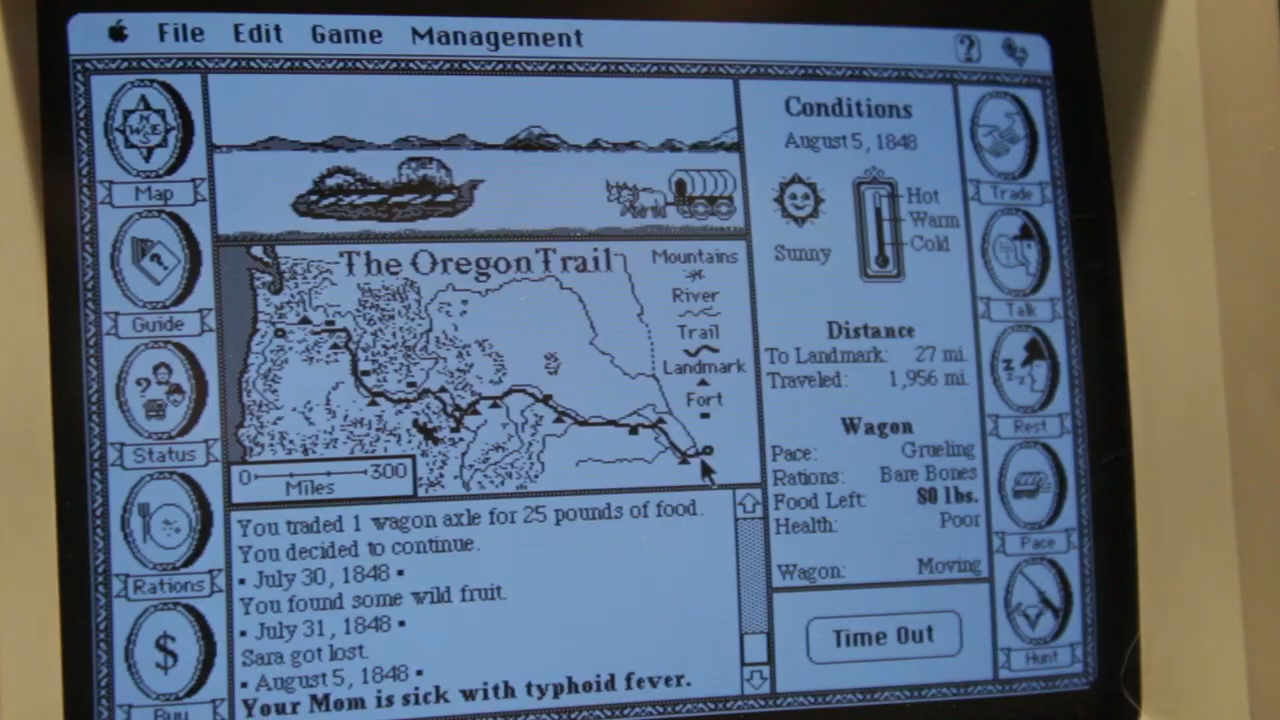 File Edit Game Management ?
N
W E
S
Map
?
Guide
?
Status
Rations
$
Buy
The Oregon Trail
Mountains
River
Trail
Landmark
Fort
0 300
Miles
You traded 1 wagon axle for 25 pounds of food.
You decided to continue.
▪ July 30, 1848 ▪
You found some wild fruit.
▪ July 31, 1848 ▪
Sara got lost.
▪ August 5, 1848 ▪
Your Mom is sick with typhoid fever.
Conditions
August 5, 1848
Sunny
Hot
Warm
Cold
Distance
To Landmark: 27 mi.
Traveled: 1,956 mi.
Wagon
Pace: Grueling
Rations: Bare Bones
Food Left: 80 lbs.
Health: Poor
Wagon: Moving
Time Out
Trade
Talk
z z z
Rest
Pace
Hunt